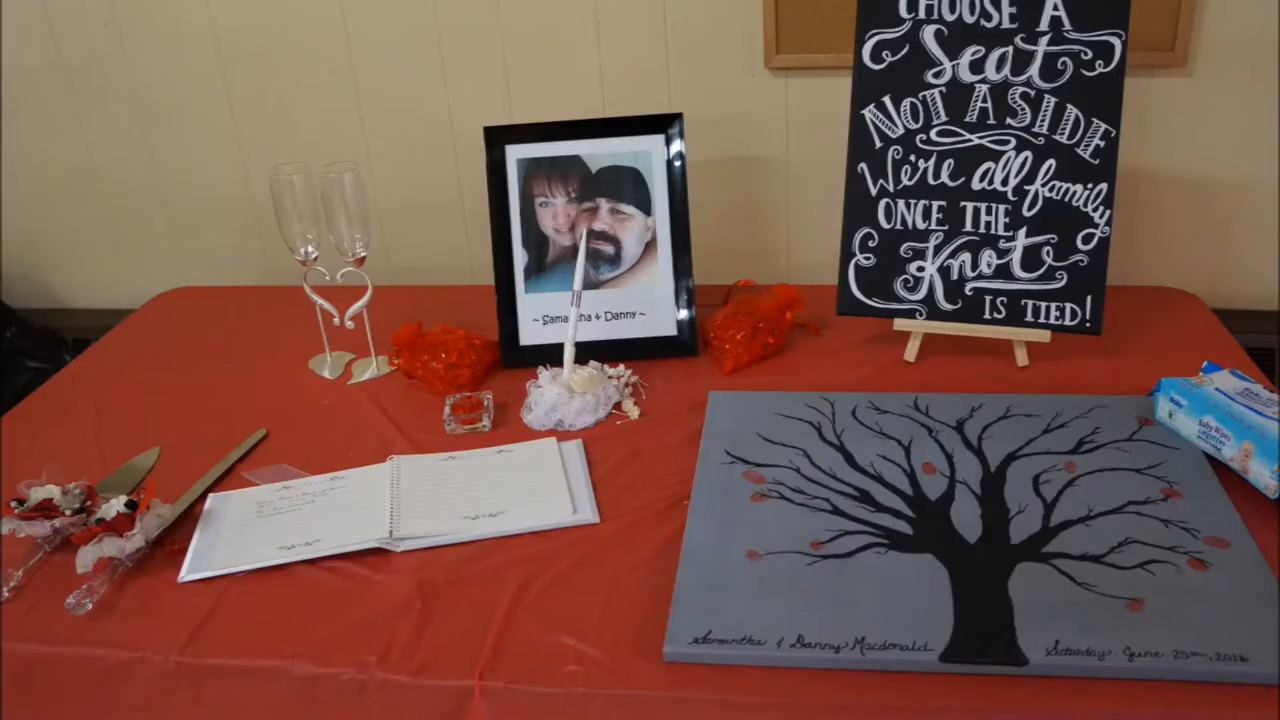 CHOOSE A
Seat
NOT A SIDE
We're all family
ONCE THE
Knot
IS TIED!
~ Samantha & Danny ~
Baby Wipes
Lingettes
Samantha & Danny Macdonald
Saturday, June 25th, 2016